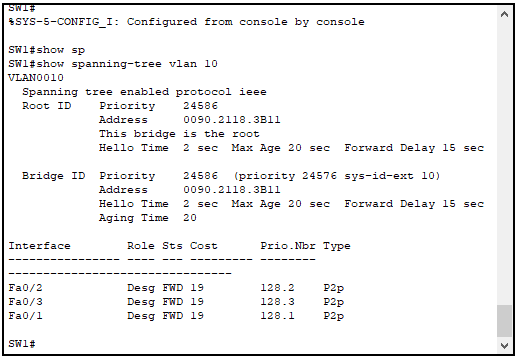 SW1#
%SYS-5-CONFIG_I: Configured from console by console
SW1#show sp
SW1#show spanning-tree vlan 10
VLAN0010
  Spanning tree enabled protocol ieee
  Root ID    Priority    24586
             Address     0090.2118.3B11
             This bridge is the root
             Hello Time  2 sec  Max Age 20 sec  Forward Delay 15 sec
  Bridge ID  Priority    24586  (priority 24576 sys-id-ext 10)
             Address     0090.2118.3B11
             Hello Time  2 sec  Max Age 20 sec  Forward Delay 15 sec
             Aging Time  20
Interface        Role Sts Cost      Prio.Nbr Type
---------------- ---- --- --------- -------- 
--------------------------------
Fa0/2            Desg FWD 19        128.2    P2p
Fa0/3            Desg FWD 19        128.3    P2p
Fa0/1            Desg FWD 19        128.1    P2p
SW1#